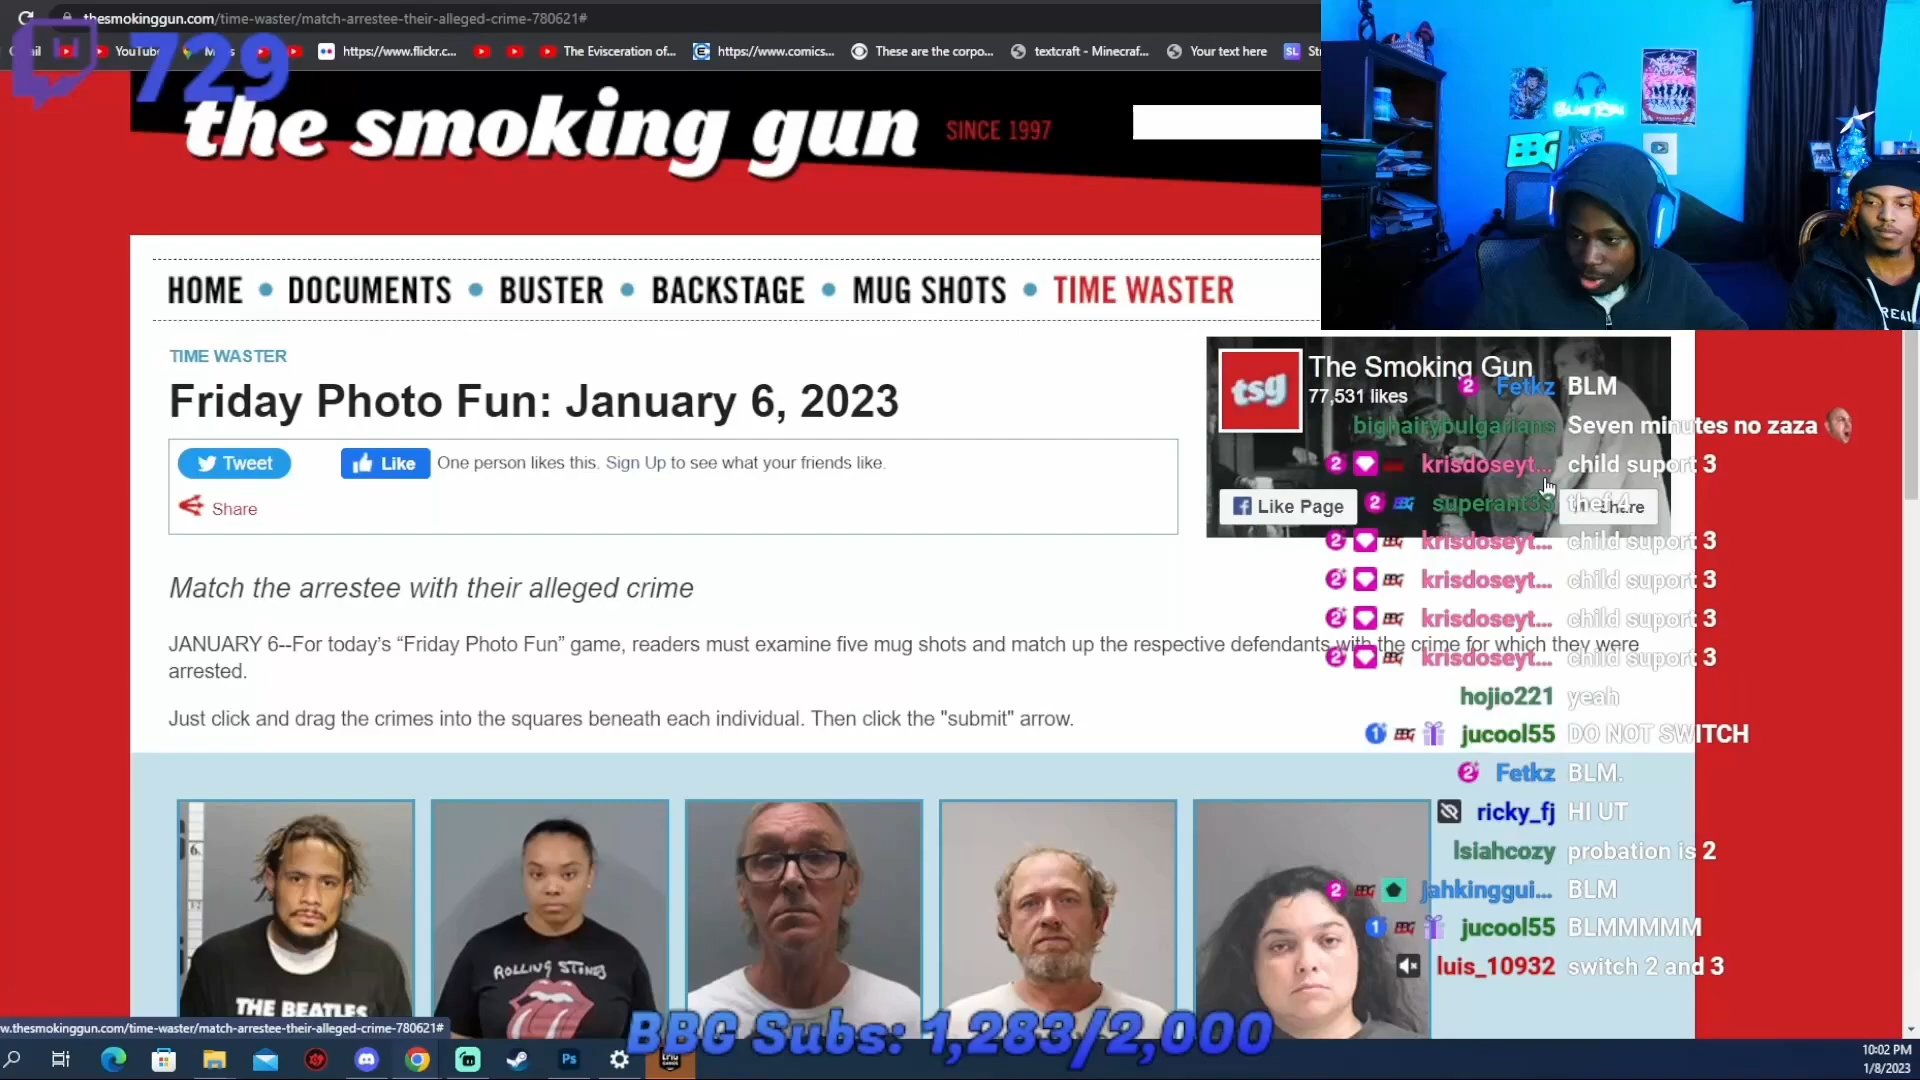 thesmokinggun.com/time-waster/match-arrestee-their-alleged-crime-780621#
YouTube
https://www.flickr.c...
The Evisceration of...
https://www.comics...
These are the corpo...
textcraft - Minecraf...
Your text here
SL
729
the smoking gun
SINCE 1997
BBG
HOME • DOCUMENTS • BUSTER • BACKSTAGE • MUG SHOTS • TIME WASTER
TIME WASTER
Friday Photo Fun: January 6, 2023
Tweet
Like
One person likes this. Sign Up to see what your friends like.
Share
tsg
The Smoking Gun
77,531 likes
Like Page
Share
Match the arrestee with their alleged crime
JANUARY 6--For today's “Friday Photo Fun” game, readers must examine five mug shots and match up the respective defendants with the crime for which they were
arrested.
Just click and drag the crimes into the squares beneath each individual. Then click the "submit" arrow.
Fetkz BLM
bighairybulgarians Seven minutes no zaza
krisdoseyt... child suport 3
superant33 thef 4
krisdoseyt... child suport 3
krisdoseyt... child suport 3
krisdoseyt... child suport 3
krisdoseyt... child suport 3
hojio221 yeah
jucool55 DO NOT SWITCH
Fetkz BLM.
ricky_fj HI UT
lsiahcozy probation is 2
jahkinggui... BLM
jucool55 BLMMMMM
luis_10932 switch 2 and 3
THE BEATLES
ROLLING STONES
BBG Subs: 1,283/2,000
w.thesmokinggun.com/time-waster/match-arrestee-their-alleged-crime-780621#
Ps
10:02 PM
1/8/2023